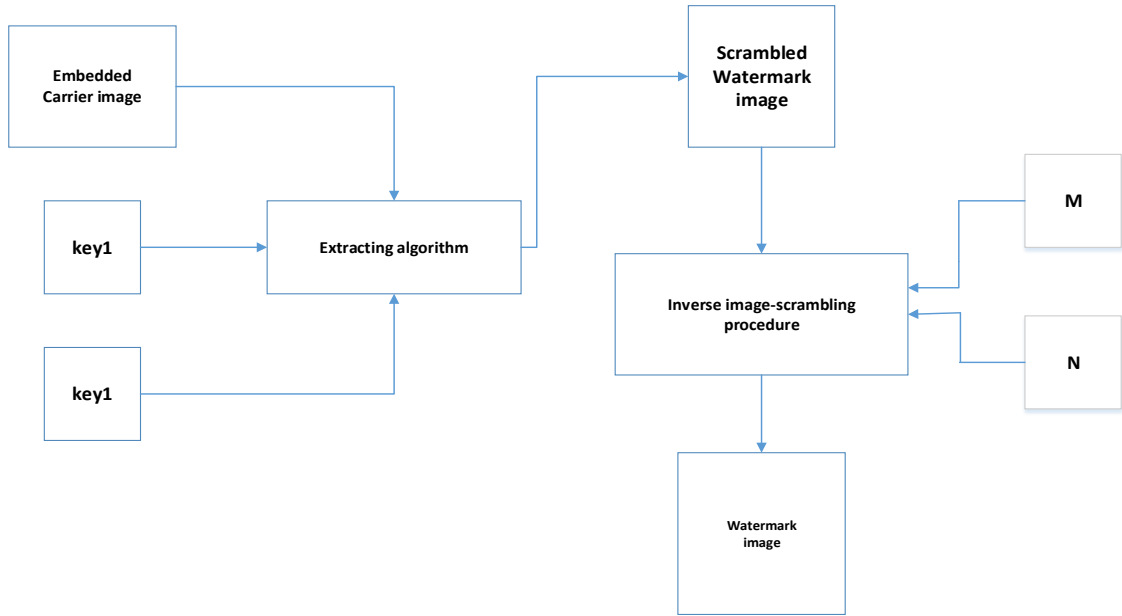 Embedded
Carrier image
key1
key1
Extracting algorithm
Scrambled
Watermark
image
Inverse image-scrambling
procedure
M
N
Watermark
image